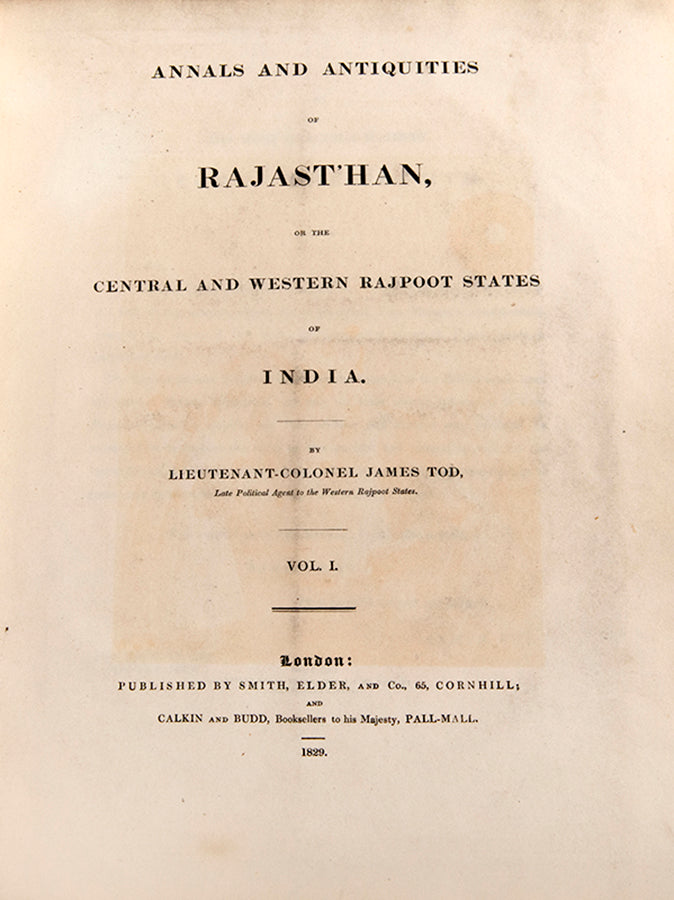 ANNALS AND ANTIQUITIES
OF
RAJAST'HAN,
OR THE
CENTRAL AND WESTERN RAJPOOT STATES
OF
INDIA.
BY
LIEUTENANT-COLONEL JAMES TOD,
Late Political Agent to the Western Rajpoot States.
VOL. I.
London:
PUBLISHED BY SMITH, ELDER, AND Co., 65, CORNHILL;
AND
CALKIN AND BUDD, Booksellers to his Majesty, PALL-MALL.
1829.